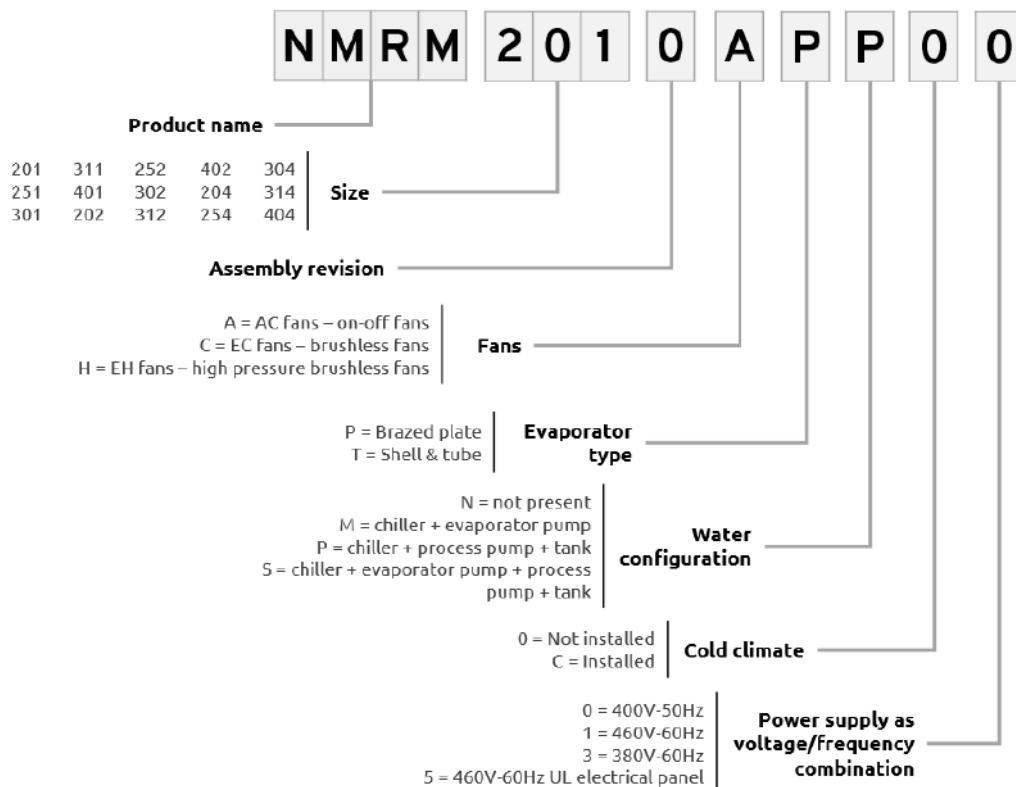 NMRM 201 0 A P P 0 0
Product name
201 311 252 402 304
251 401 302 204 314
301 202 312 254 404
Size
Assembly revision
A = AC fans – on-off fans
C = EC fans – brushless fans
H = EH fans – high pressure brushless fans
Fans
P = Brazed plate
T = Shell & tube
Evaporator
type
N = not present
M = chiller + evaporator pump
P = chiller + process pump + tank
S = chiller + evaporator pump + process
pump + tank
Water
configuration
0 = Not installed
C = Installed
Cold climate
0 = 400V-50Hz
1 = 460V-60Hz
3 = 380V-60Hz
5 = 460V-60Hz UL electrical panel
Power supply as
voltage/frequency
combination